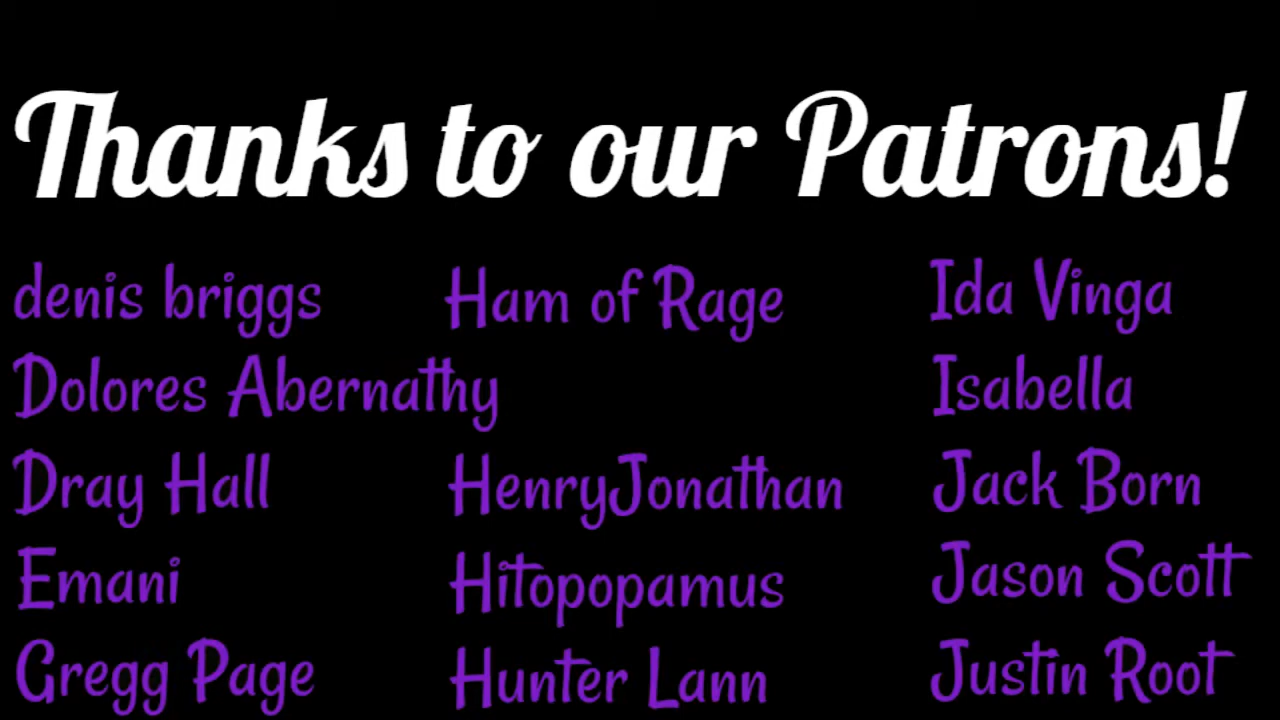 Thanks to our Patrons!
denis briggs
Dolores Abernathy
Dray Hall
Emani
Gregg Page
Ham of Rage
HenryJonathan
Hitopopamus
Hunter Lann
Ida Vinga
Isabella
Jack Born
Jason Scott
Justin Root